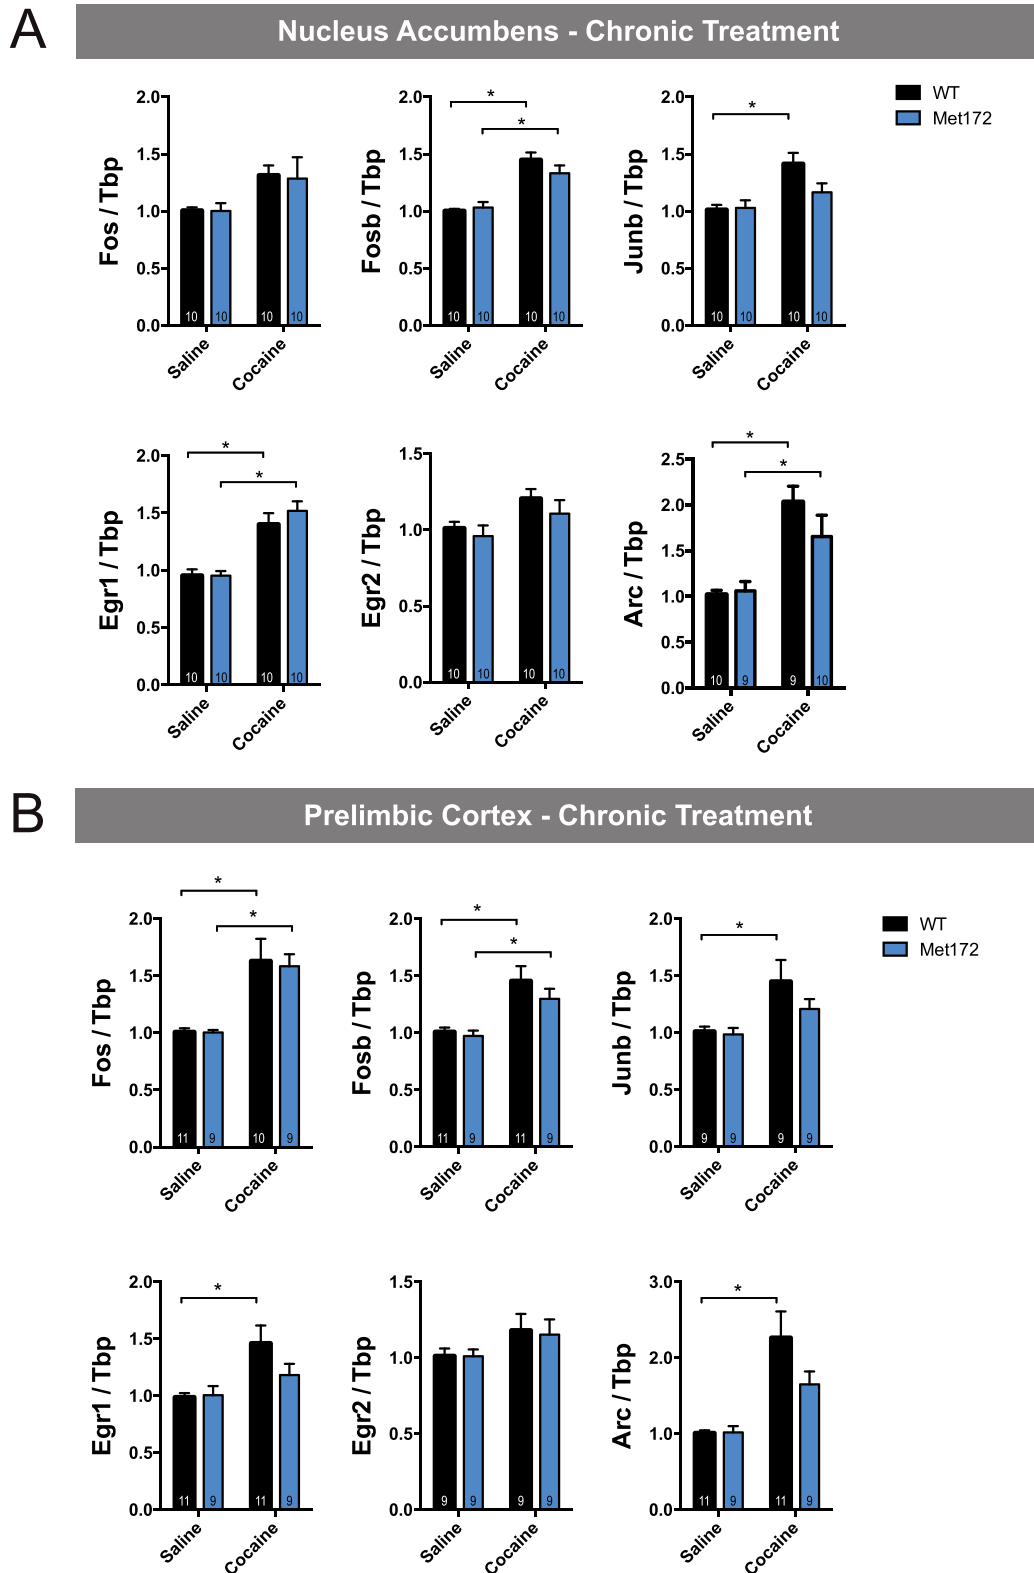 A
Nucleus Accumbens - Chronic Treatment
WT
Met172
Fos / Tbp
2.0
1.5
1.0
0.5
0.0
10 10 10 10
Saline Cocaine
Fosb / Tbp
2.0
1.5
1.0
0.5
0.0
* *
10 10 10 10
Saline Cocaine
Junb / Tbp
2.0
1.5
1.0
0.5
0.0
*
10 10 10 10
Saline Cocaine
Egr1 / Tbp
2.0
1.5
1.0
0.5
0.0
* *
10 10 10 10
Saline Cocaine
Egr2 / Tbp
1.5
1.0
0.5
0.0
10 10 10 10
Saline Cocaine
Arc / Tbp
2.5
2.0
1.5
1.0
0.5
0.0
* *
10 9 9 10
Saline Cocaine
B
Prelimbic Cortex - Chronic Treatment
WT
Met172
Fos / Tbp
2.0
1.5
1.0
0.5
0.0
* *
11 9 10 9
Saline Cocaine
Fosb / Tbp
2.0
1.5
1.0
0.5
0.0
* *
11 9 11 9
Saline Cocaine
Junb / Tbp
2.0
1.5
1.0
0.5
0.0
*
9 9 9 9
Saline Cocaine
Egr1 / Tbp
2.0
1.5
1.0
0.5
0.0
*
11 9 11 9
Saline Cocaine
Egr2 / Tbp
1.5
1.0
0.5
0.0
9 9 9 9
Saline Cocaine
Arc / Tbp
3.0
2.0
1.0
0.0
*
11 9 11 9
Saline Cocaine